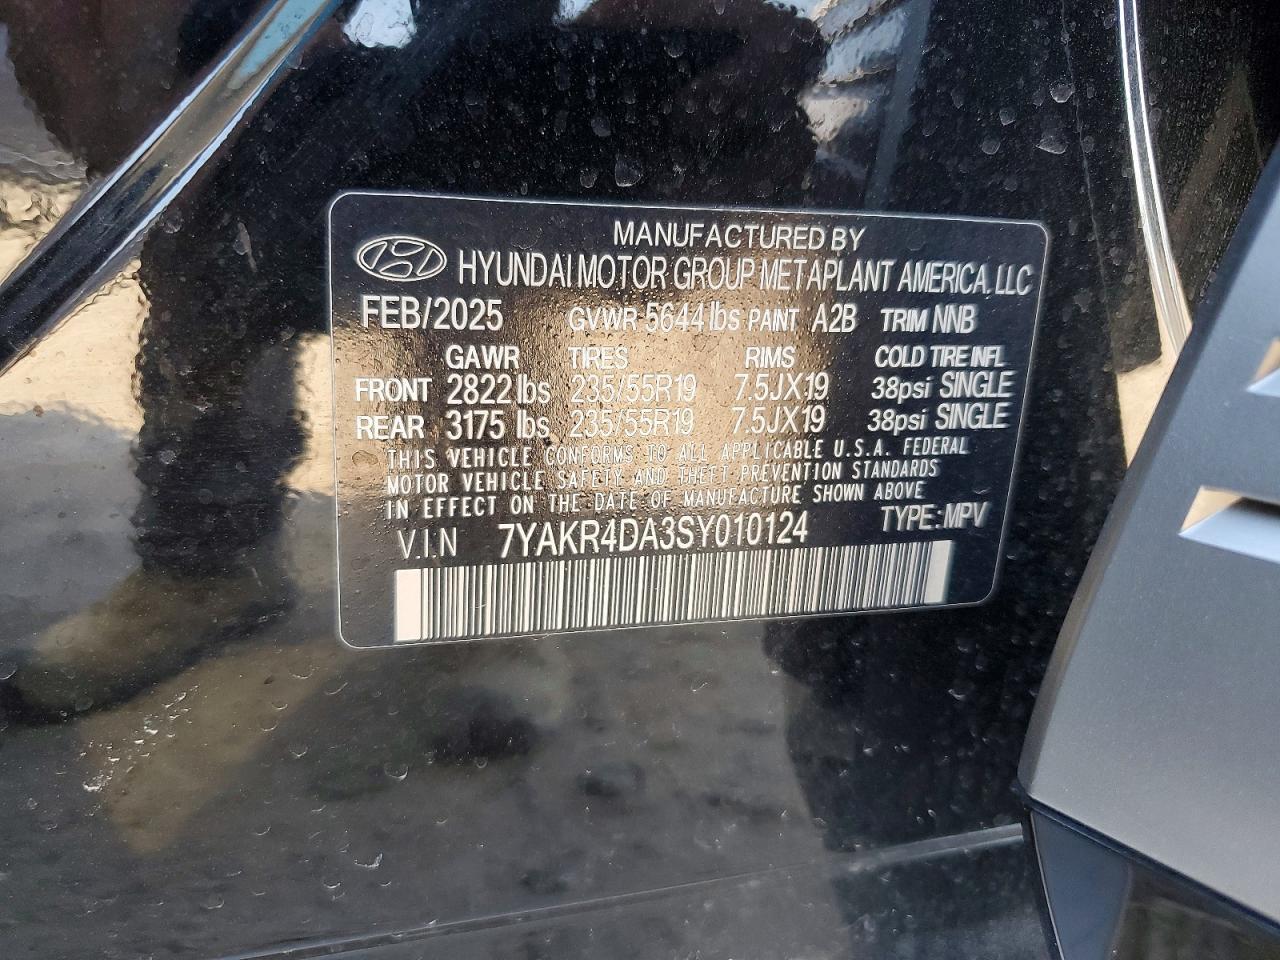 MANUFACTURED BY
HYUNDAI MOTOR GROUP METAPLANT AMERICA, LLC
FEB/2025 GVWR 5644 lbs PAINT A2B TRIM NNB
GAWR TIRES RIMS COLD TIRE INFL
FRONT 2822 lbs 235/55R19 7.5JX19 38psi SINGLE
REAR 3175 lbs 235/55R19 7.5JX19 38psi SINGLE
THIS VEHICLE CONFORMS TO ALL APPLICABLE U.S.A. FEDERAL
MOTOR VEHICLE SAFETY AND THEFT PREVENTION STANDARDS
IN EFFECT ON THE DATE OF MANUFACTURE SHOWN ABOVE
V.I.N 7YAKR4DA3SY010124 TYPE: MPV